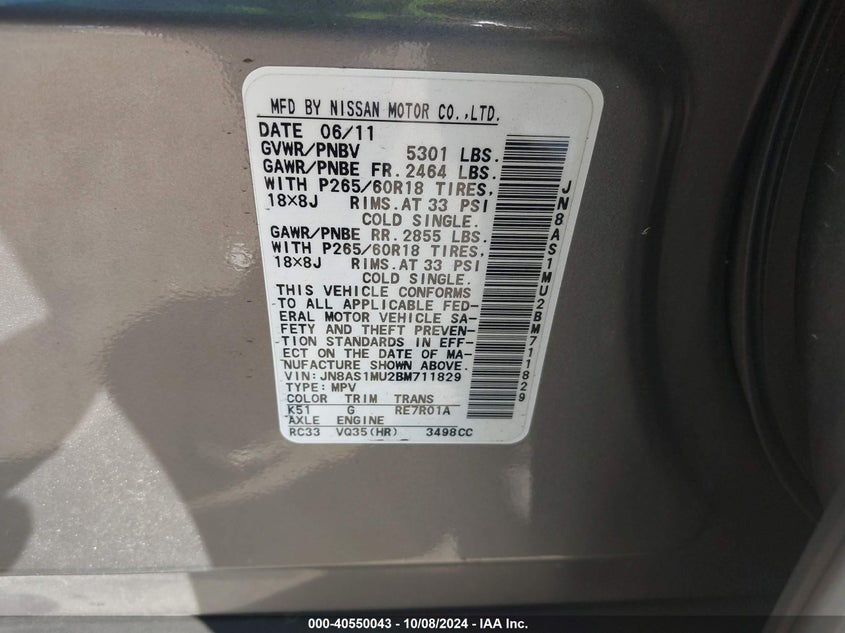 MFD BY NISSAN MOTOR CO.,LTD.
DATE 06/11
GVWR/PNBV 5301 LBS.
GAWR/PNBE FR. 2464 LBS.
WITH P265/60R18 TIRES,
18×8J RIMS.AT 33 PSI
COLD SINGLE.
GAWR/PNBE RR. 2855 LBS.
WITH P265/60R18 TIRES,
18×8J RIMS.AT 33 PSI
COLD SINGLE.
THIS VEHICLE CONFORMS
TO ALL APPLICABLE FED-
ERAL MOTOR VEHICLE SA-
FETY AND THEFT PREVEN-
TION STANDARDS IN EFF-
ECT ON THE DATE OF MA-
NUFACTURE SHOWN ABOVE.
VIN: JN8AS1MU2BM711829
TYPE: MPV
COLOR TRIM TRANS
K51 G RE7R01A
AXLE ENGINE
RC33 VQ35(HR) 3498CC
JN8AS1MU2BM711829
000-40550043 - 10/08/2024 - IAA Inc.